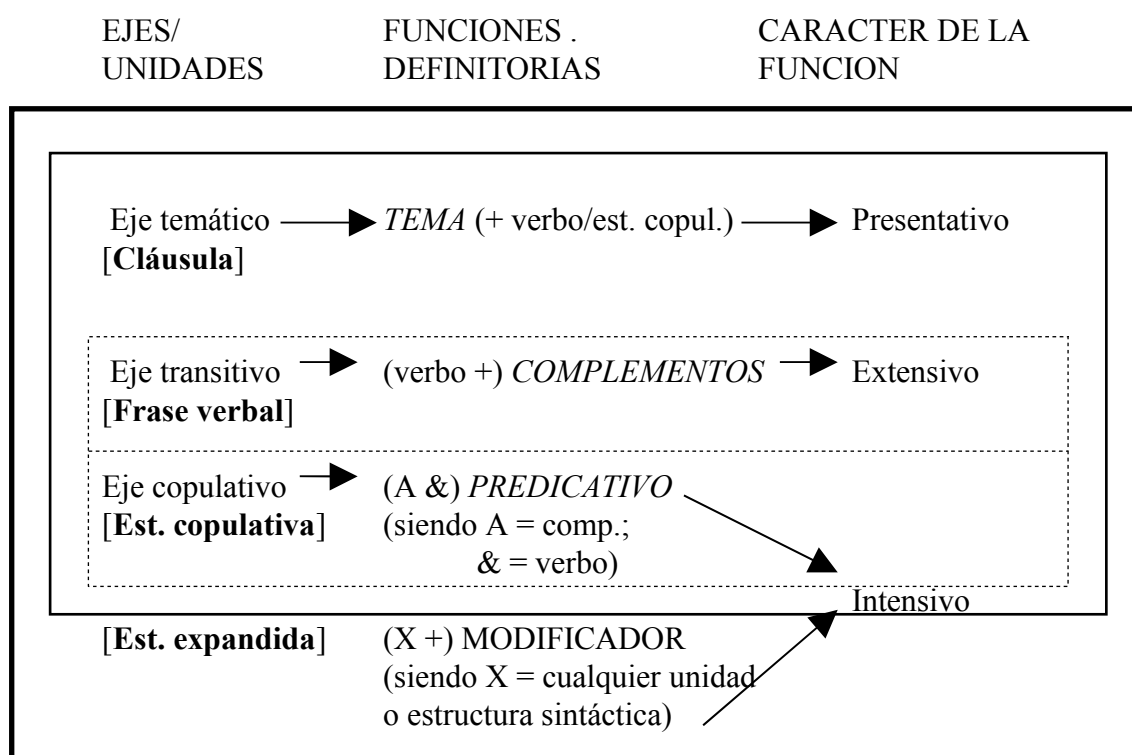 EJES/ FUNCIONES . CARACTER DE LA
UNIDADES DEFINITORIAS FUNCION
Eje temático TEMA (+ verbo/est. copul.) Presentativo
[Cláusula]
Eje transitivo (verbo +) COMPLEMENTOS Extensivo
[Frase verbal]
Eje copulativo (A &) PREDICATIVO
[Est. copulativa] (siendo A = comp.;
& = verbo)
Intensivo
[Est. expandida] (X +) MODIFICADOR
(siendo X = cualquier unidad
o estructura sintáctica)